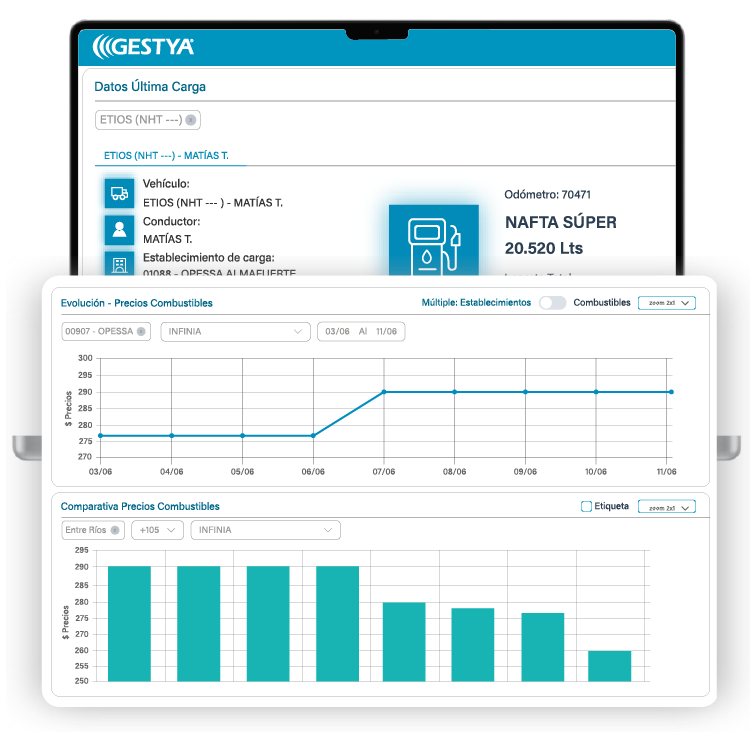 GESTYA
Datos Última Carga
ETIOS (NHT ---)
ETIOS (NHT ---) - MATÍAS T.
Vehículo:
ETIOS (NHT --- ) - MATÍAS T.
Conductor:
MATÍAS T.
Establecimiento de carga:
01088 - OPESSA ALMAFUERTE
Odómetro: 70471
NAFTA SÚPER
20.520 Lts
Importe Total
Evolución - Precios Combustibles
Múltiple: Establecimientos Combustibles zoom 2x1
00907 - OPESSA INFINIA 03/06 Al 11/06
$ Precios
300
295
290
285
280
275
270
03/06 04/06 05/06 06/06 07/06 08/06 09/06 10/06 11/06
Comparativa Precios Combustibles
Etiqueta zoom 2x1
Entre Ríos +105 INFINIA
$ Precios
295
290
285
280
275
270
265
260
255
250